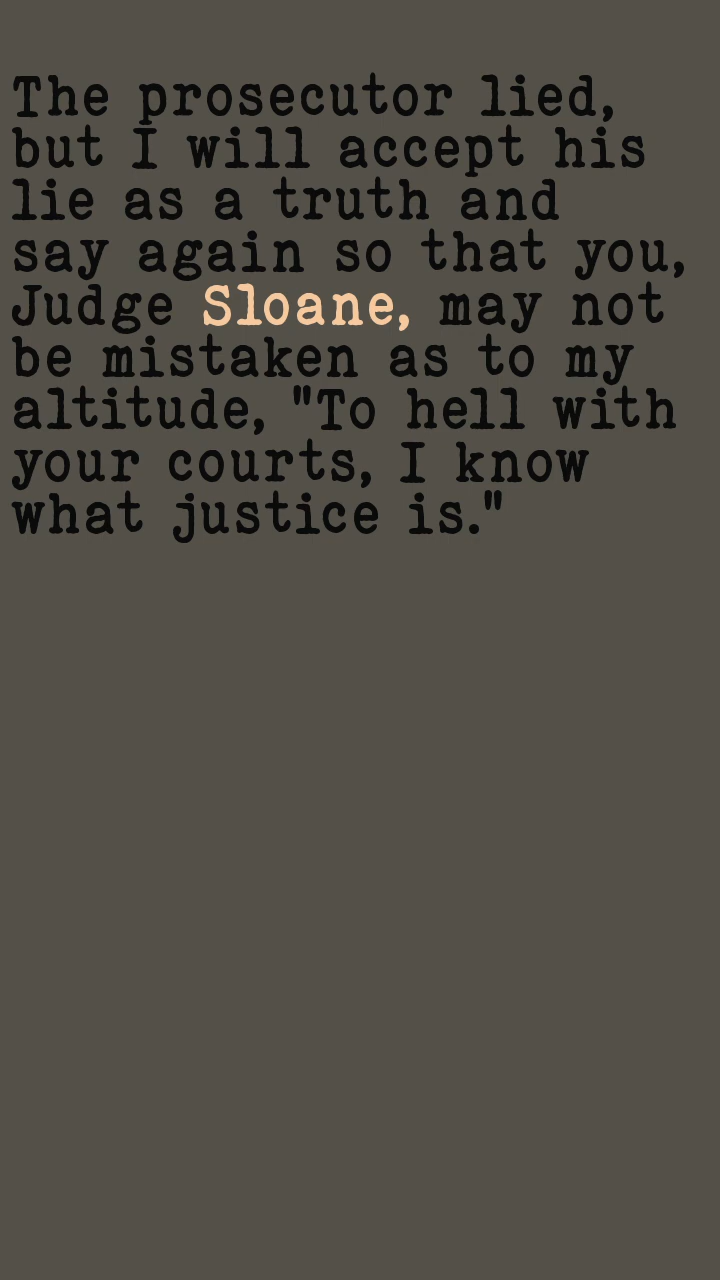 The prosecutor lied,
but I will accept his
lie as a truth and
say again so that you,
Judge Sloane, may not
be mistaken as to my
altitude, "To hell with
your courts, I know
what justice is."